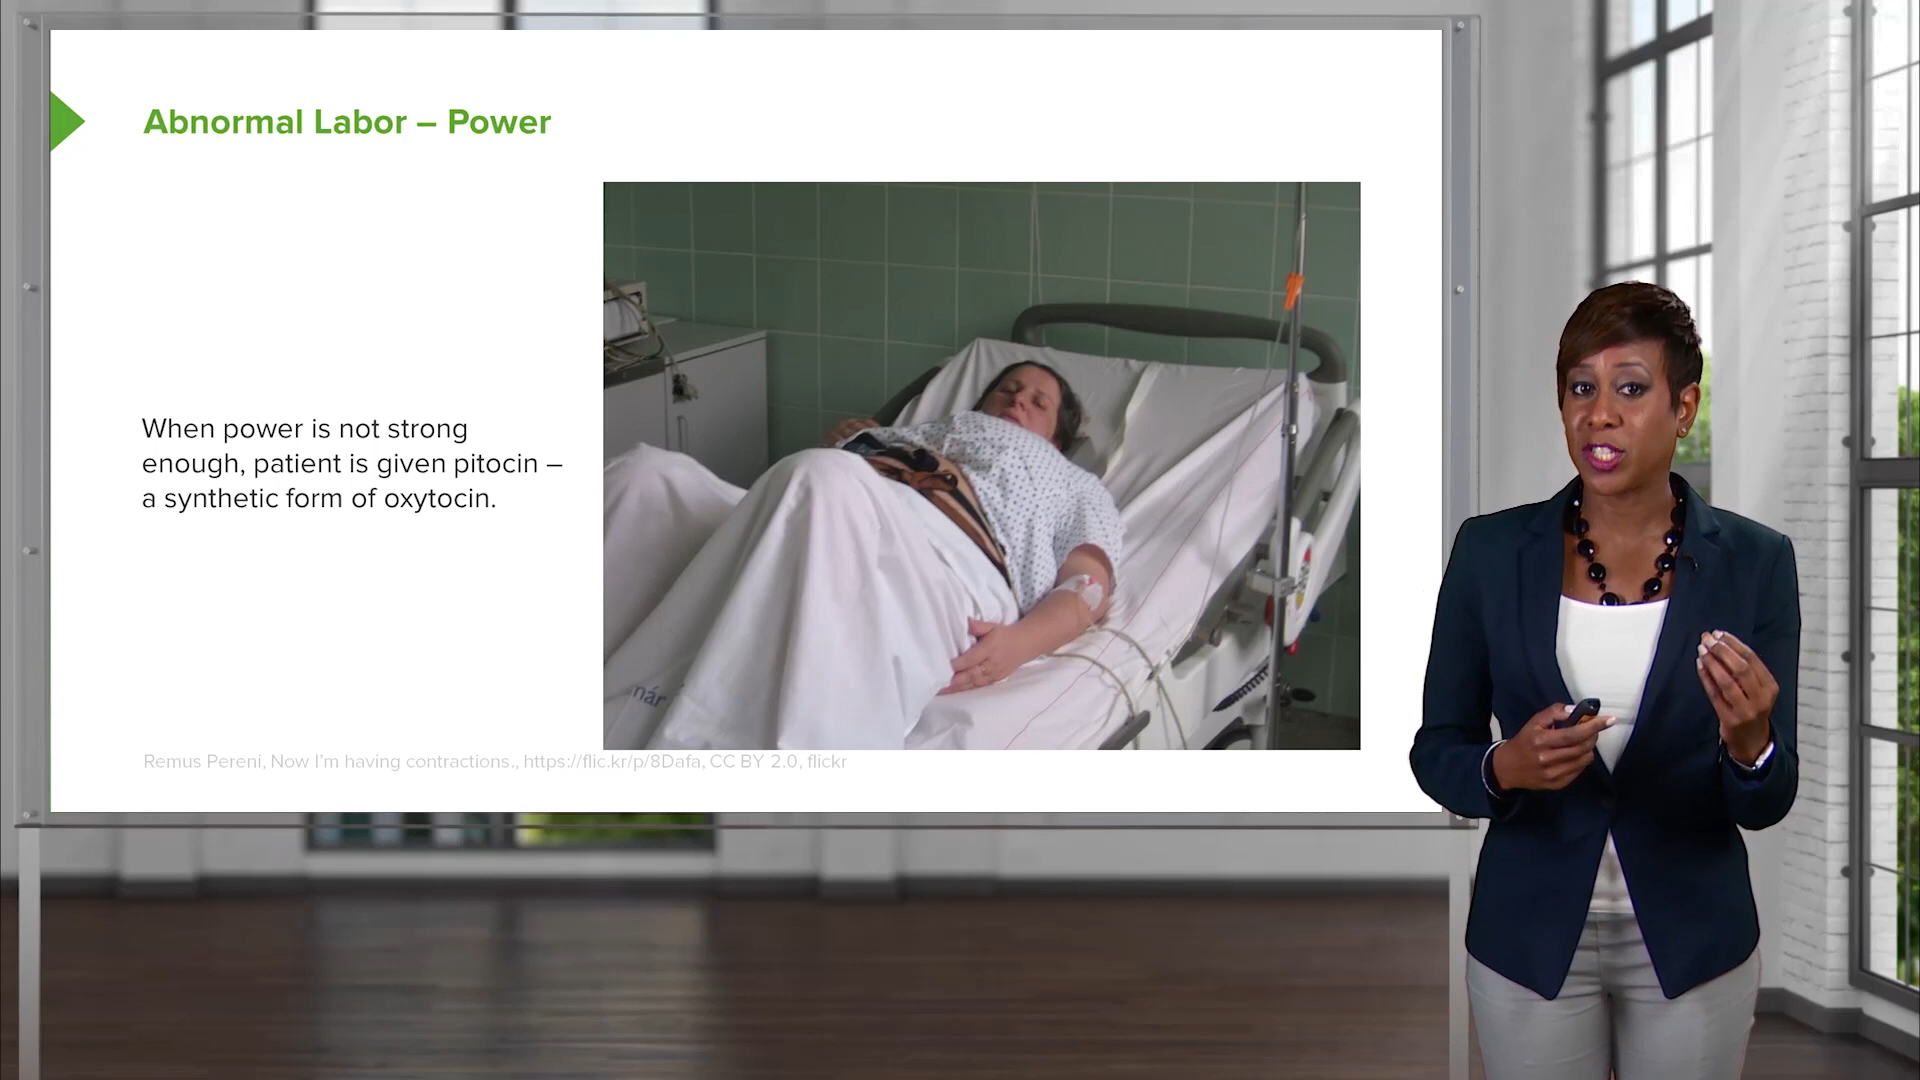 Abnormal Labor – Power
When power is not strong
enough, patient is given pitocin –
a synthetic form of oxytocin.
nár
Remus Pereni, Now I'm having contractions., https://flic.kr/p/8Dafa, CC BY 2.0, flickr